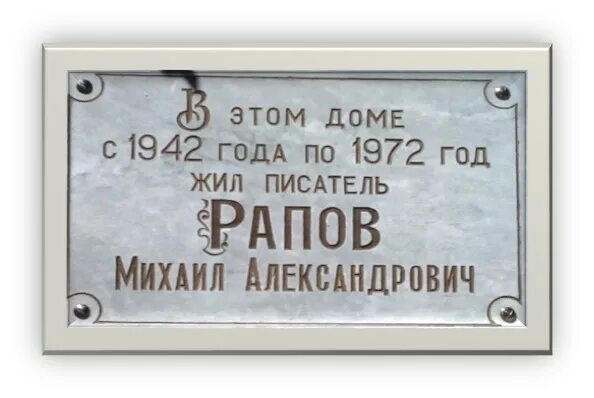 В ЭТОМ ДОМЕ
С 1942 ГОДА ПО 1972 ГОД
ЖИЛ ПИСАТЕЛЬ
РАПОВ
МИХАИЛ АЛЕКСАНДРОВИЧ